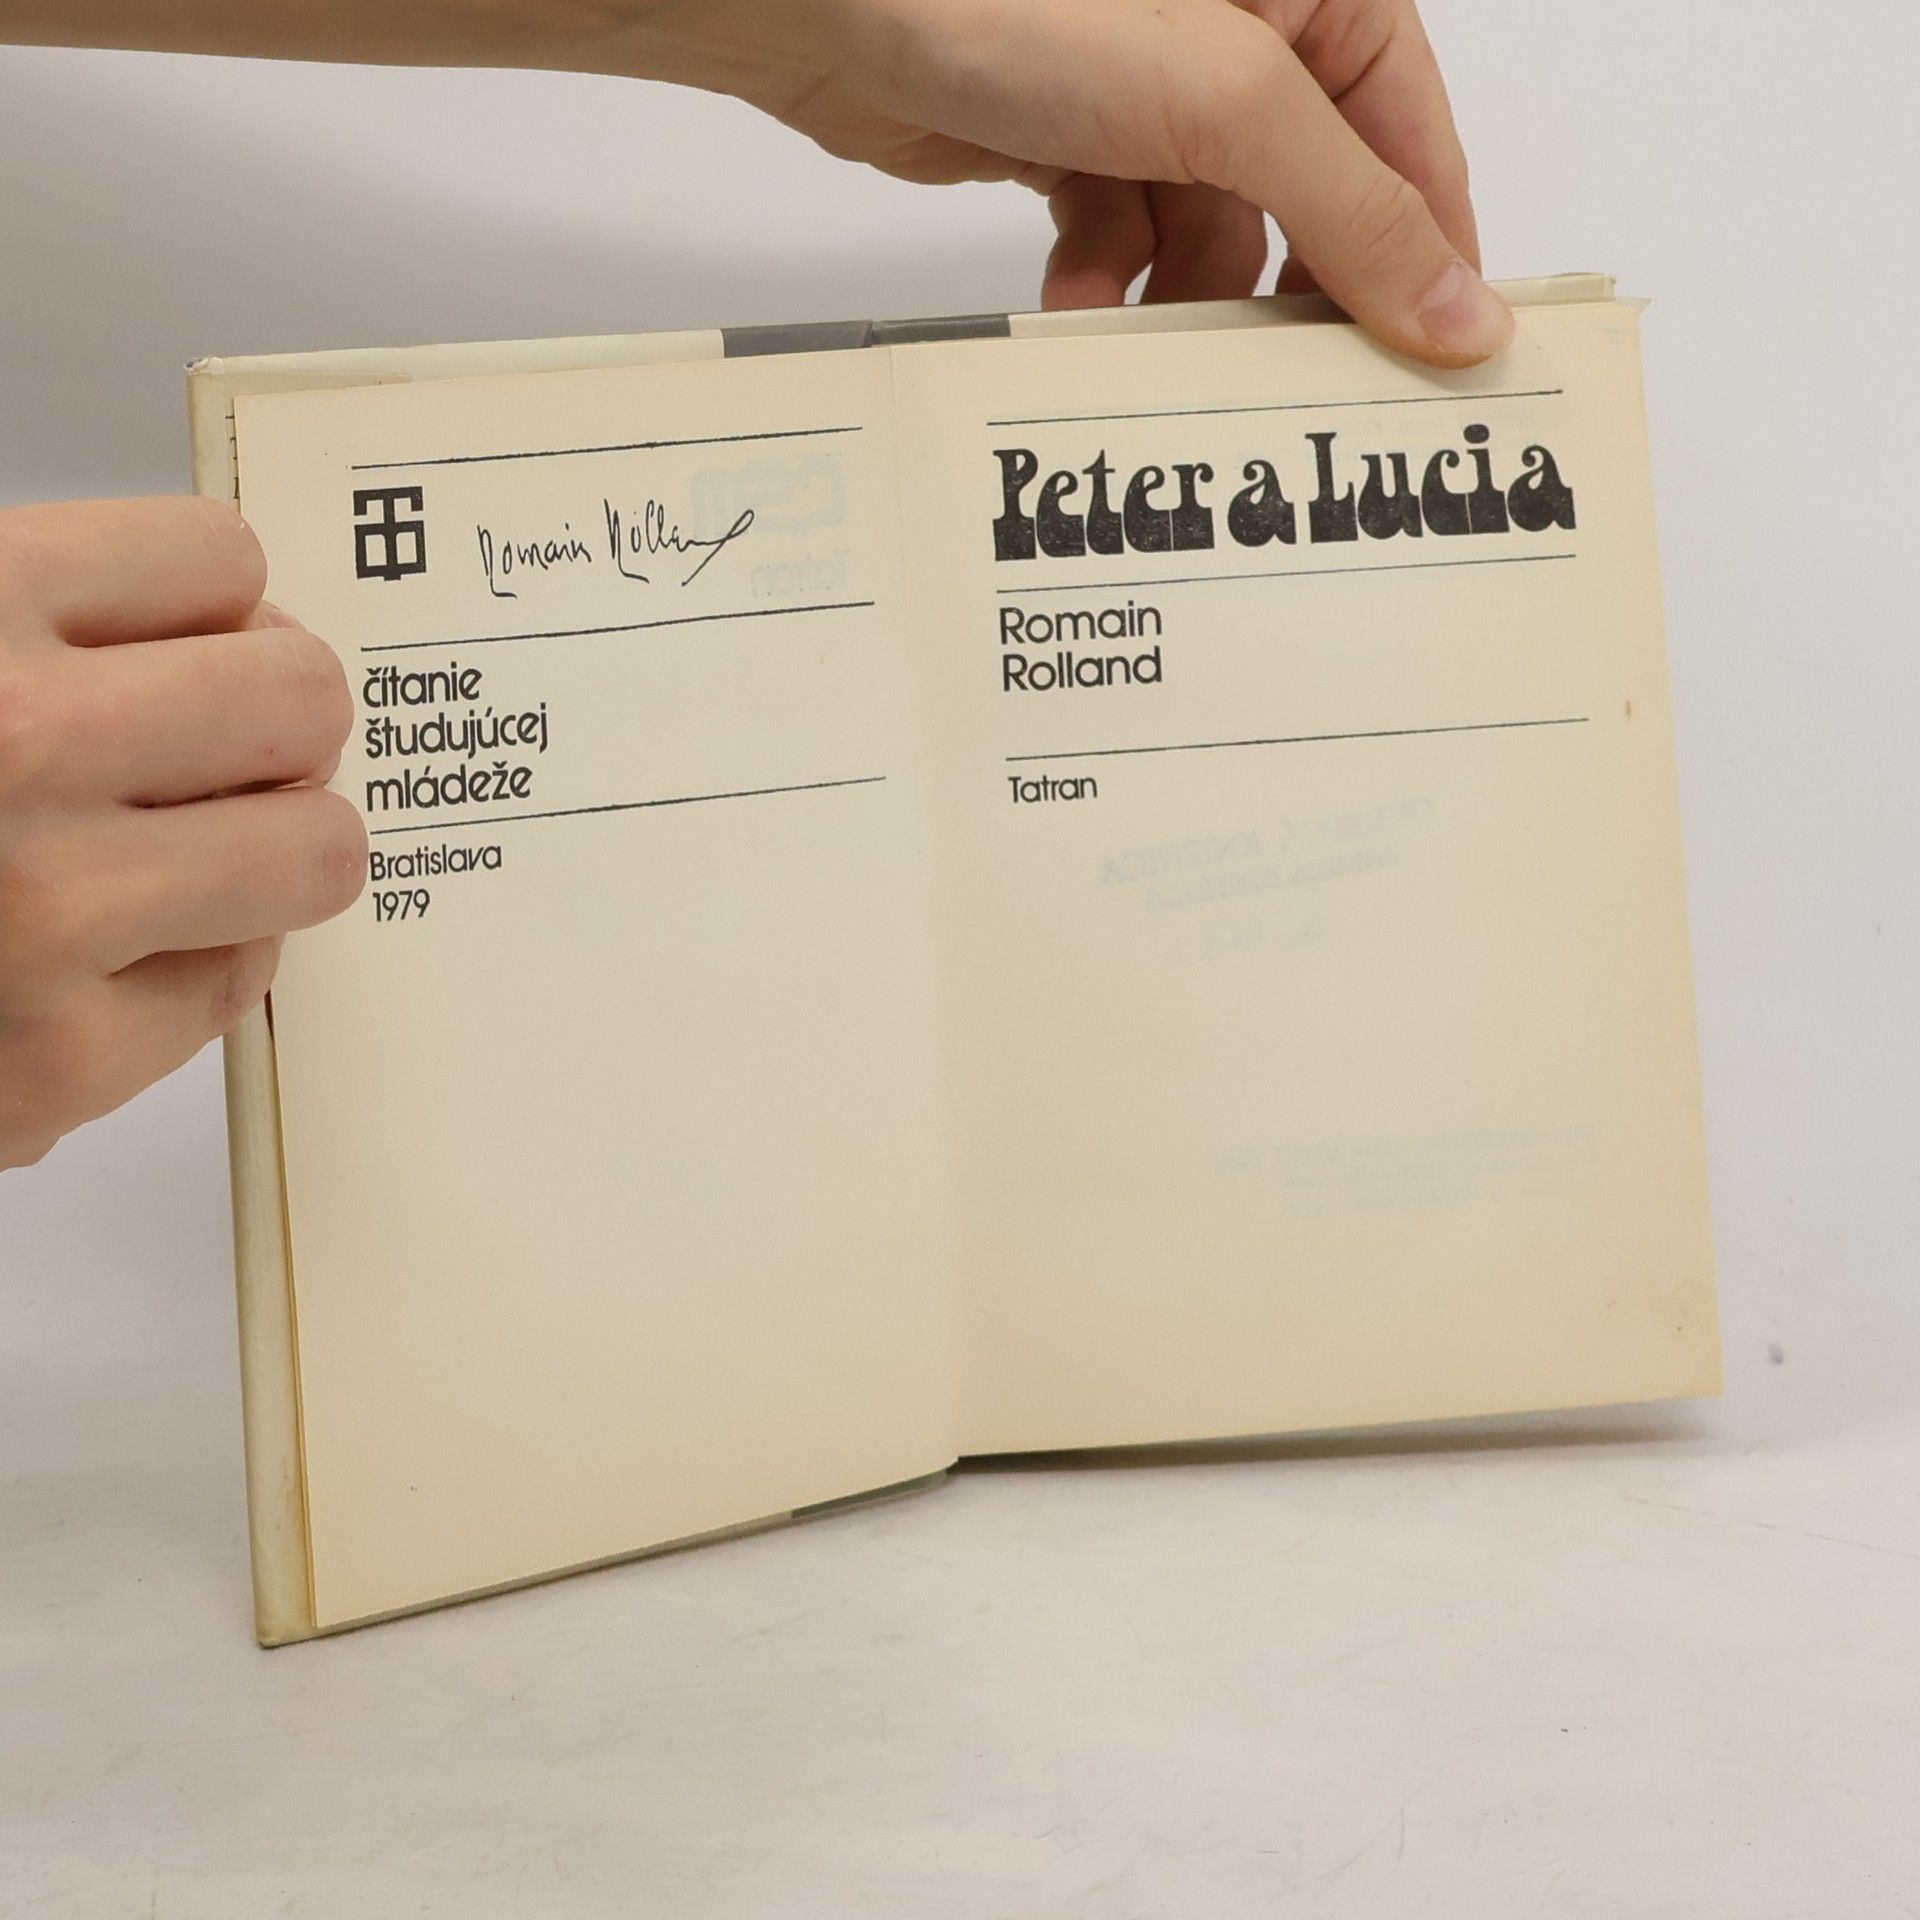 Romain Rolland
čítanie
študujúcej
mládeže
Bratislava
1979
Peter a Lucia
Romain
Rolland
Tatran